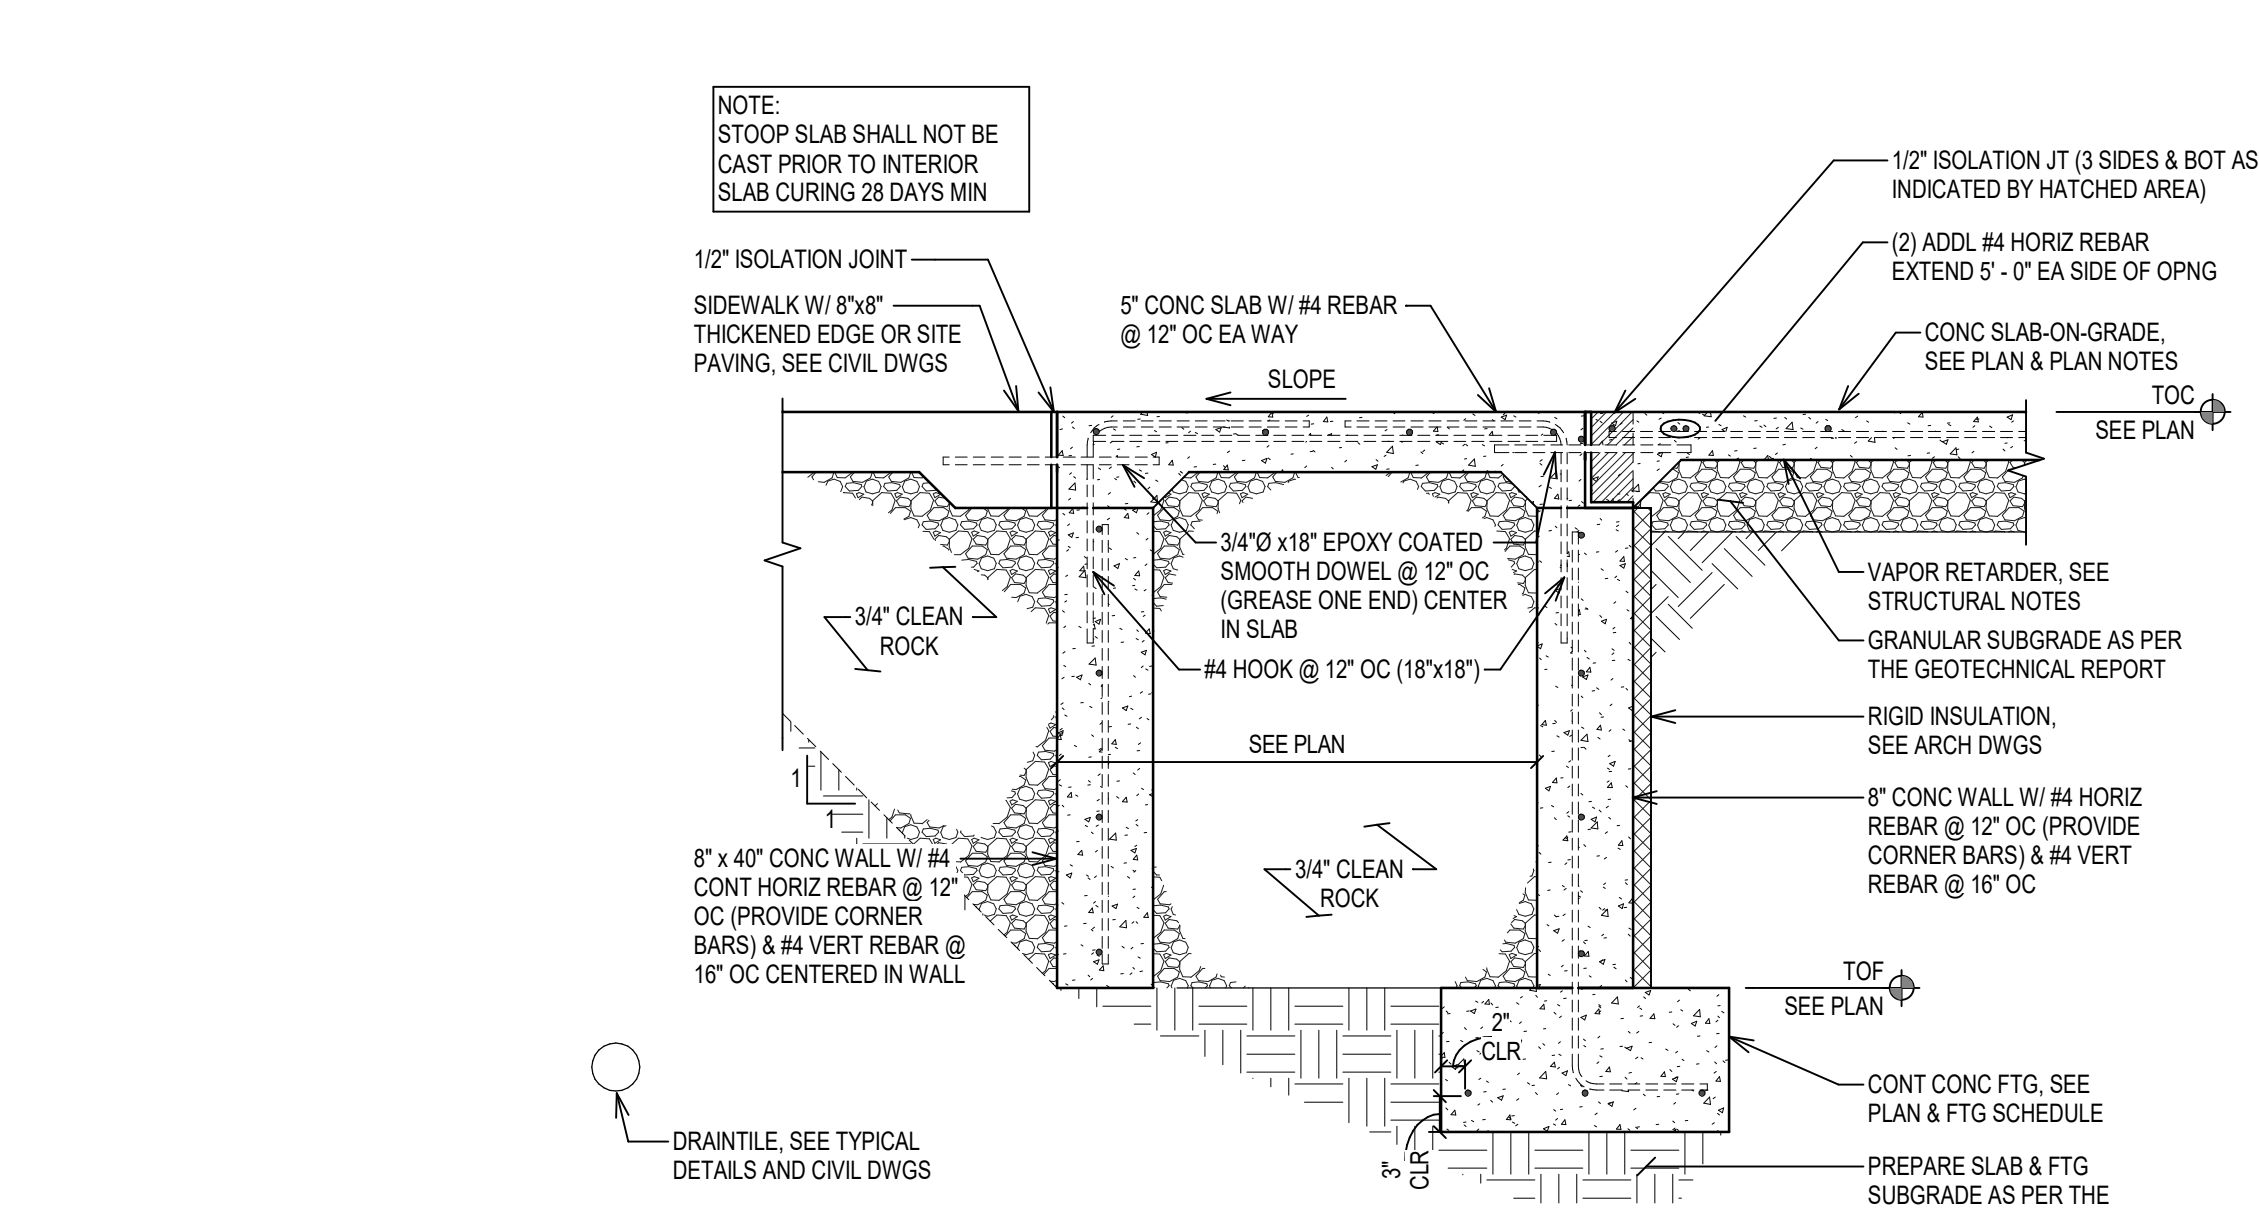 NOTE:
STOOP SLAB SHALL NOT BE
CAST PRIOR TO INTERIOR
SLAB CURING 28 DAYS MIN
1/2" ISOLATION JOINT
SIDEWALK W/ 8"x8"
THICKENED EDGE OR SITE
PAVING, SEE CIVIL DWGS
5" CONC SLAB W/ #4 REBAR
@ 12" OC EA WAY
SLOPE
1/2" ISOLATION JT (3 SIDES & BOT AS
INDICATED BY HATCHED AREA)
(2) ADDL #4 HORIZ REBAR
EXTEND 5' - 0" EA SIDE OF OPNG
CONC SLAB-ON-GRADE,
SEE PLAN & PLAN NOTES
TOC
SEE PLAN
3/4"Ø x18" EPOXY COATED
SMOOTH DOWEL @ 12" OC
(GREASE ONE END) CENTER
IN SLAB
#4 HOOK @ 12" OC (18"x18")
3/4" CLEAN
ROCK
SEE PLAN
1
1
3/4" CLEAN
ROCK
8" x 40" CONC WALL W/ #4
CONT HORIZ REBAR @ 12"
OC (PROVIDE CORNER
BARS) & #4 VERT REBAR @
16" OC CENTERED IN WALL
VAPOR RETARDER, SEE
STRUCTURAL NOTES
GRANULAR SUBGRADE AS PER
THE GEOTECHNICAL REPORT
RIGID INSULATION,
SEE ARCH DWGS
8" CONC WALL W/ #4 HORIZ
REBAR @ 12" OC (PROVIDE
CORNER BARS) & #4 VERT
REBAR @ 16" OC
TOF
SEE PLAN
2"
CLR
3"
CLR
CONT CONC FTG, SEE
PLAN & FTG SCHEDULE
PREPARE SLAB & FTG
SUBGRADE AS PER THE
DRAINTILE, SEE TYPICAL
DETAILS AND CIVIL DWGS